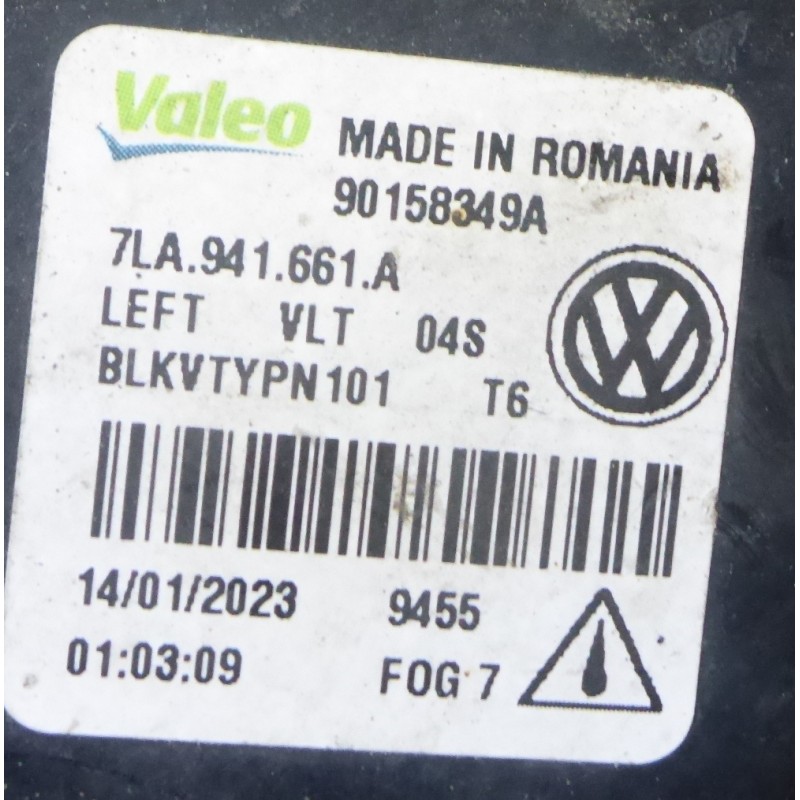 Valeo MADE IN ROMANIA
90158349A
7LA.941.661.A
LEFT VLT 04S
BLKVTYPN101 T6
14/01/2023 9455
01:03:09 FOG 7